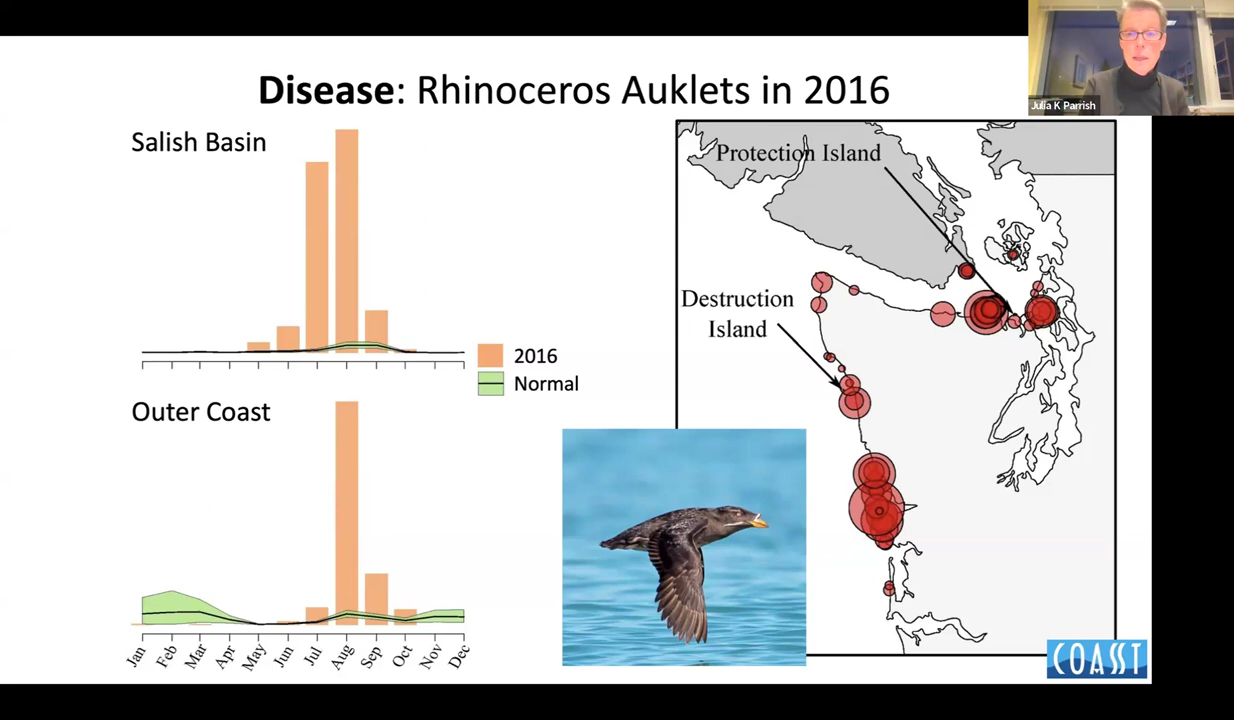 Julia K Parrish
Disease: Rhinoceros Auklets in 2016
Salish Basin
2016
Normal
Outer Coast
Jan
Feb
Mar
Apr
May
Jun
Jul
Aug
Sep
Oct
Nov
Dec
Protection Island
Destruction
Island
COASST